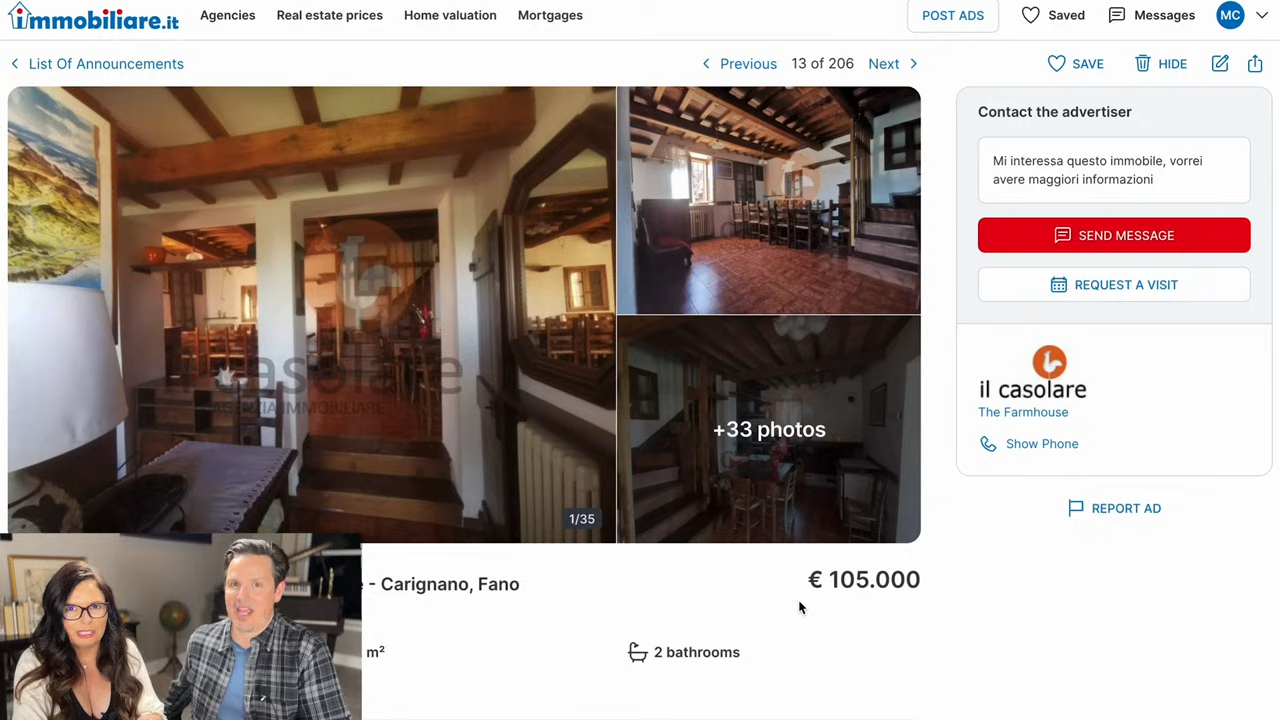 immobiliare.it
Agencies
Real estate prices
Home valuation
Mortgages
POST ADS
Saved
Messages
MC
List Of Announcements
Previous
13 of 206
Next
SAVE
HIDE
casolare
AGENZIA IMMOBILIARE
+33 photos
1/35
Contact the advertiser
Mi interessa questo immobile, vorrei
avere maggiori informazioni
SEND MESSAGE
REQUEST A VISIT
il casolare
The Farmhouse
Show Phone
REPORT AD
- Carignano, Fano
€ 105.000
m²
2 bathrooms